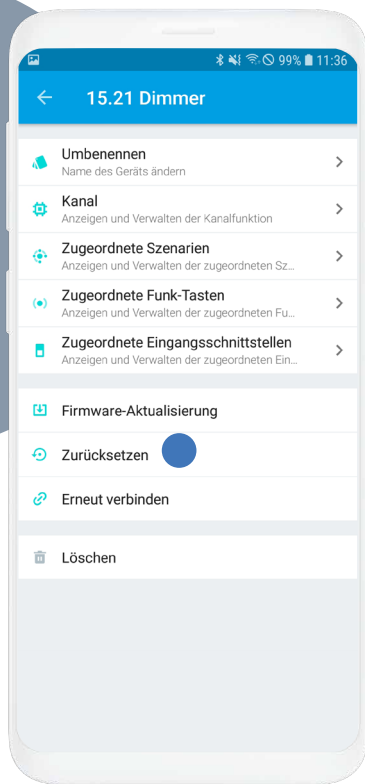 99% 11:36
15.21 Dimmer
Umbenennen
Name des Geräts ändern
Kanal
Anzeigen und Verwalten der Kanalfunktion
Zugeordnete Szenarien
Anzeigen und Verwalten der zugeordneten Sz...
Zugeordnete Funk-Tasten
Anzeigen und Verwalten der zugeordneten Fu...
Zugeordnete Eingangsschnittstellen
Anzeigen und Verwalten der zugeordneten Ein...
Firmware-Aktualisierung
Zurücksetzen
Erneut verbinden
Löschen